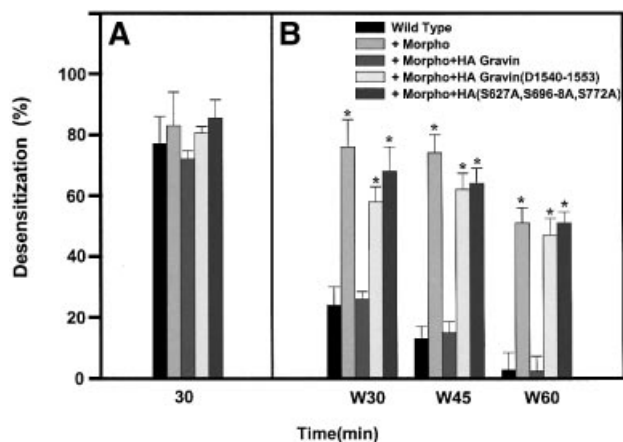 A
B
Wild Type
+ Morpho
+ Morpho+HA Gravin
+ Morpho+HA Gravin(D1540-1553)
+ Morpho+HA(S627A,S696-8A,S772A)
Desensitization (%)
100
80
60
40
20
0
* * * * * * * * *
30 W30 W45 W60
Time(min)